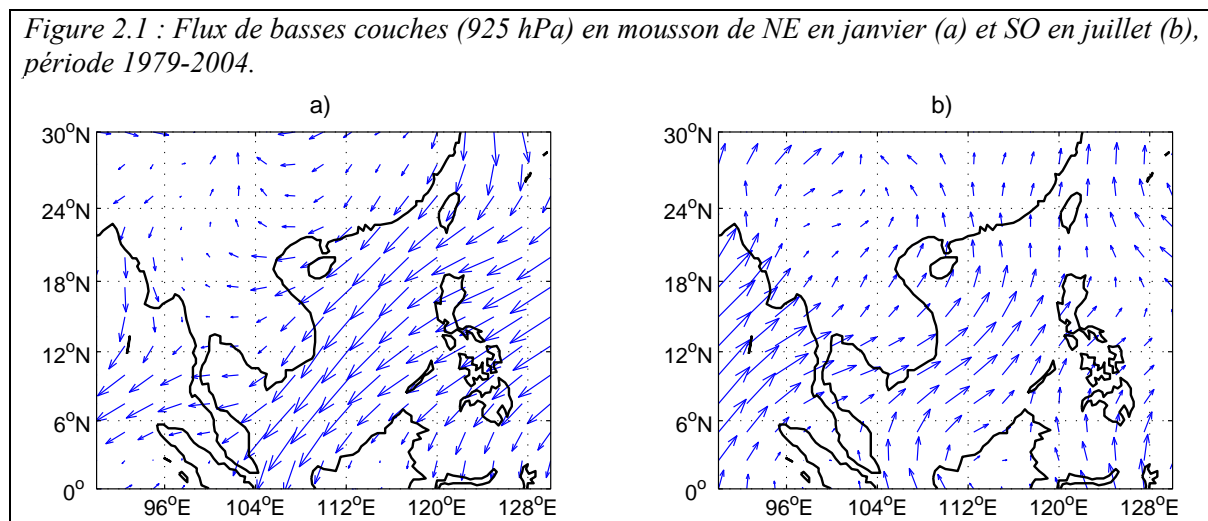 Figure 2.1 : Flux de basses couches (925 hPa) en mousson de NE en janvier (a) et SO en juillet (b),
période 1979-2004.
a)
30°N
24°N
18°N
12°N
6°N
0°
96°E 104°E 112°E 120°E 128°E
b)
30°N
24°N
18°N
12°N
6°N
0°
96°E 104°E 112°E 120°E 128°E